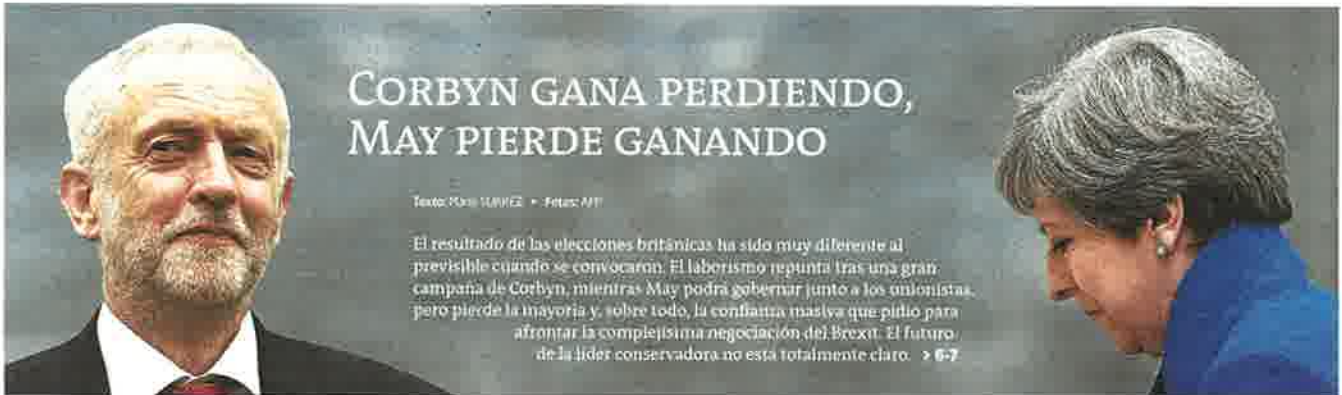 CORBYN GANA PERDIENDO,
MAY PIERDE GANANDO
Texto: SUÁREZ • Fotos: AFP
El resultado de las elecciones británicas ha sido muy diferente al
previsible cuando se convocaron. El laborismo repunta tras una gran
campaña de Corbyn, mientras May podrá gobernar junto a los unionistas,
pero pierde la mayoría y, sobre todo, la confianza masiva que pidió para
afrontar la complejísima negociación del Brexit. El futuro
de la líder conservadora no está totalmente claro. > 6-7